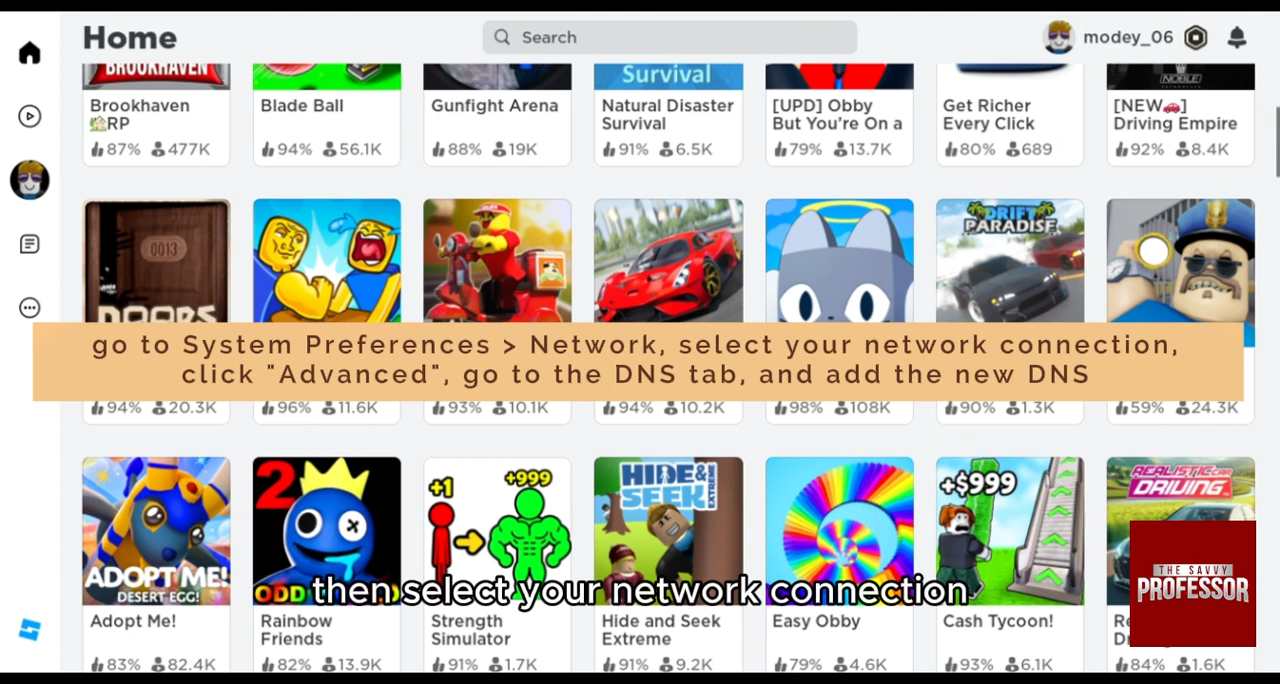 Home
Search
modey_06
BROOKHAVEN
Survival
NOBLE
Brookhaven
🏡RP
Blade Ball
Gunfight Arena
Natural Disaster
Survival
[UPD] Obby
But You're On a
Get Richer
Every Click
[NEW🚗]
Driving Empire
87% 477K
94% 56.1K
88% 19K
91% 6.5K
79% 13.7K
80% 689
92% 8.4K
0013
DOORS
DRIFT
PARADISE
go to System Preferences > Network, select your network connection,
click "Advanced", go to the DNS tab, and add the new DNS
94% 20.3K
96% 11.6K
93% 10.1K
94% 10.2K
98% 108K
90% 1.3K
59% 24.3K
ADOPT ME!
DESERT EGG!
2
ODD
+1
+999
HIDE&
SEEK EXTREME
+$999
REALISTIC CAR
DRIVING
then select your network connection
THE SAVVY
PROFESSOR
Adopt Me!
Rainbow
Friends
Strength
Simulator
Hide and Seek
Extreme
Easy Obby
Cash Tycoon!
83% 82.4K
82% 13.9K
91% 1.7K
91% 9.2K
79% 4.6K
93% 6.1K
84% 1.6K